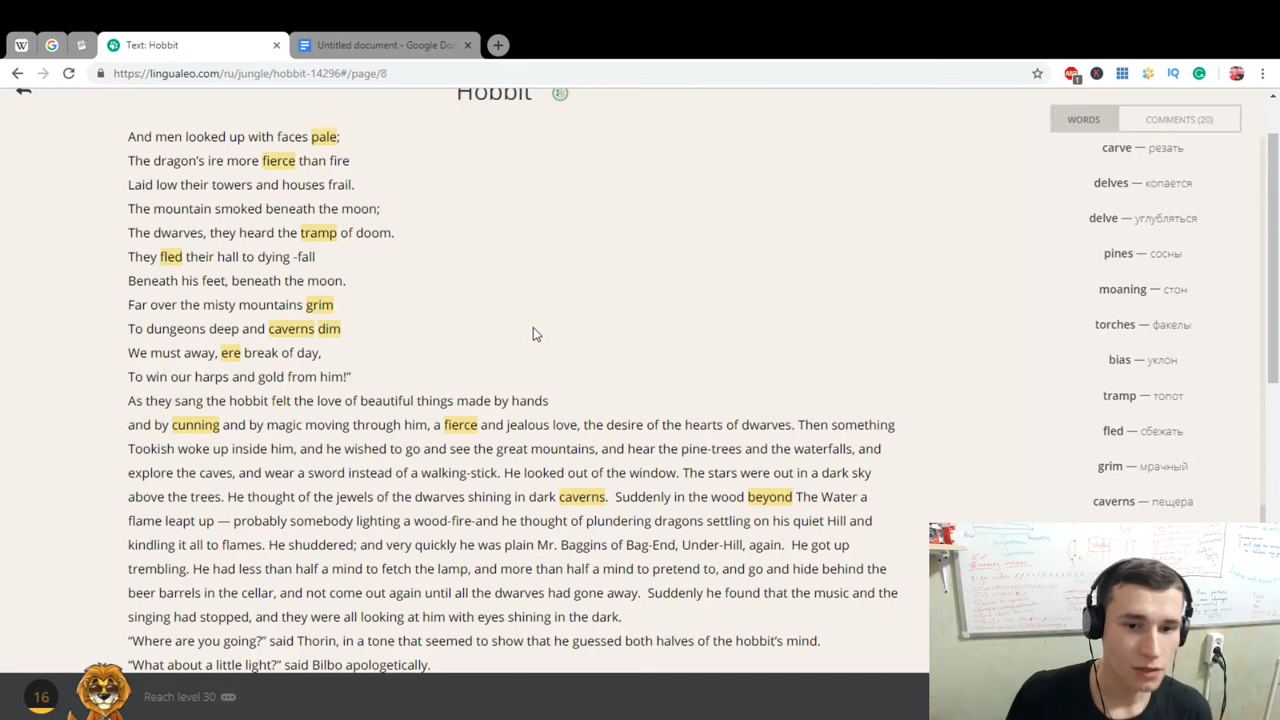 Text: Hobbit
Untitled document - Google Doc
https://lingualeo.com/ru/jungle/hobbit-14296#/page/8
Hobbit
And men looked up with faces pale;
The dragon's ire more fierce than fire
Laid low their towers and houses frail.
The mountain smoked beneath the moon;
The dwarves, they heard the tramp of doom.
They fled their hall to dying -fall
Beneath his feet, beneath the moon.
Far over the misty mountains grim
To dungeons deep and caverns dim
We must away, ere break of day,
To win our harps and gold from him!”
As they sang the hobbit felt the love of beautiful things made by hands
and by cunning and by magic moving through him, a fierce and jealous love, the desire of the hearts of dwarves. Then something
Tookish woke up inside him, and he wished to go and see the great mountains, and hear the pine-trees and the waterfalls, and
explore the caves, and wear a sword instead of a walking-stick. He looked out of the window. The stars were out in a dark sky
above the trees. He thought of the jewels of the dwarves shining in dark caverns. Suddenly in the wood beyond The Water a
flame leapt up — probably somebody lighting a wood-fire-and he thought of plundering dragons settling on his quiet Hill and
kindling it all to flames. He shuddered; and very quickly he was plain Mr. Baggins of Bag-End, Under-Hill, again. He got up
trembling. He had less than half a mind to fetch the lamp, and more than half a mind to pretend to, and go and hide behind the
beer barrels in the cellar, and not come out again until all the dwarves had gone away. Suddenly he found that the music and the
singing had stopped, and they were all looking at him with eyes shining in the dark.
“Where are you going?” said Thorin, in a tone that seemed to show that he guessed both halves of the hobbit's mind.
“What about a little light?” said Bilbo apologetically.
WORDS
COMMENTS (20)
carve — резать
delves — копается
delve — углубляться
pines — сосны
moaning — стон
torches — факелы
bias — уклон
tramp — топот
fled — сбежать
grim — мрачный
caverns — пещера
16
Reach level 30